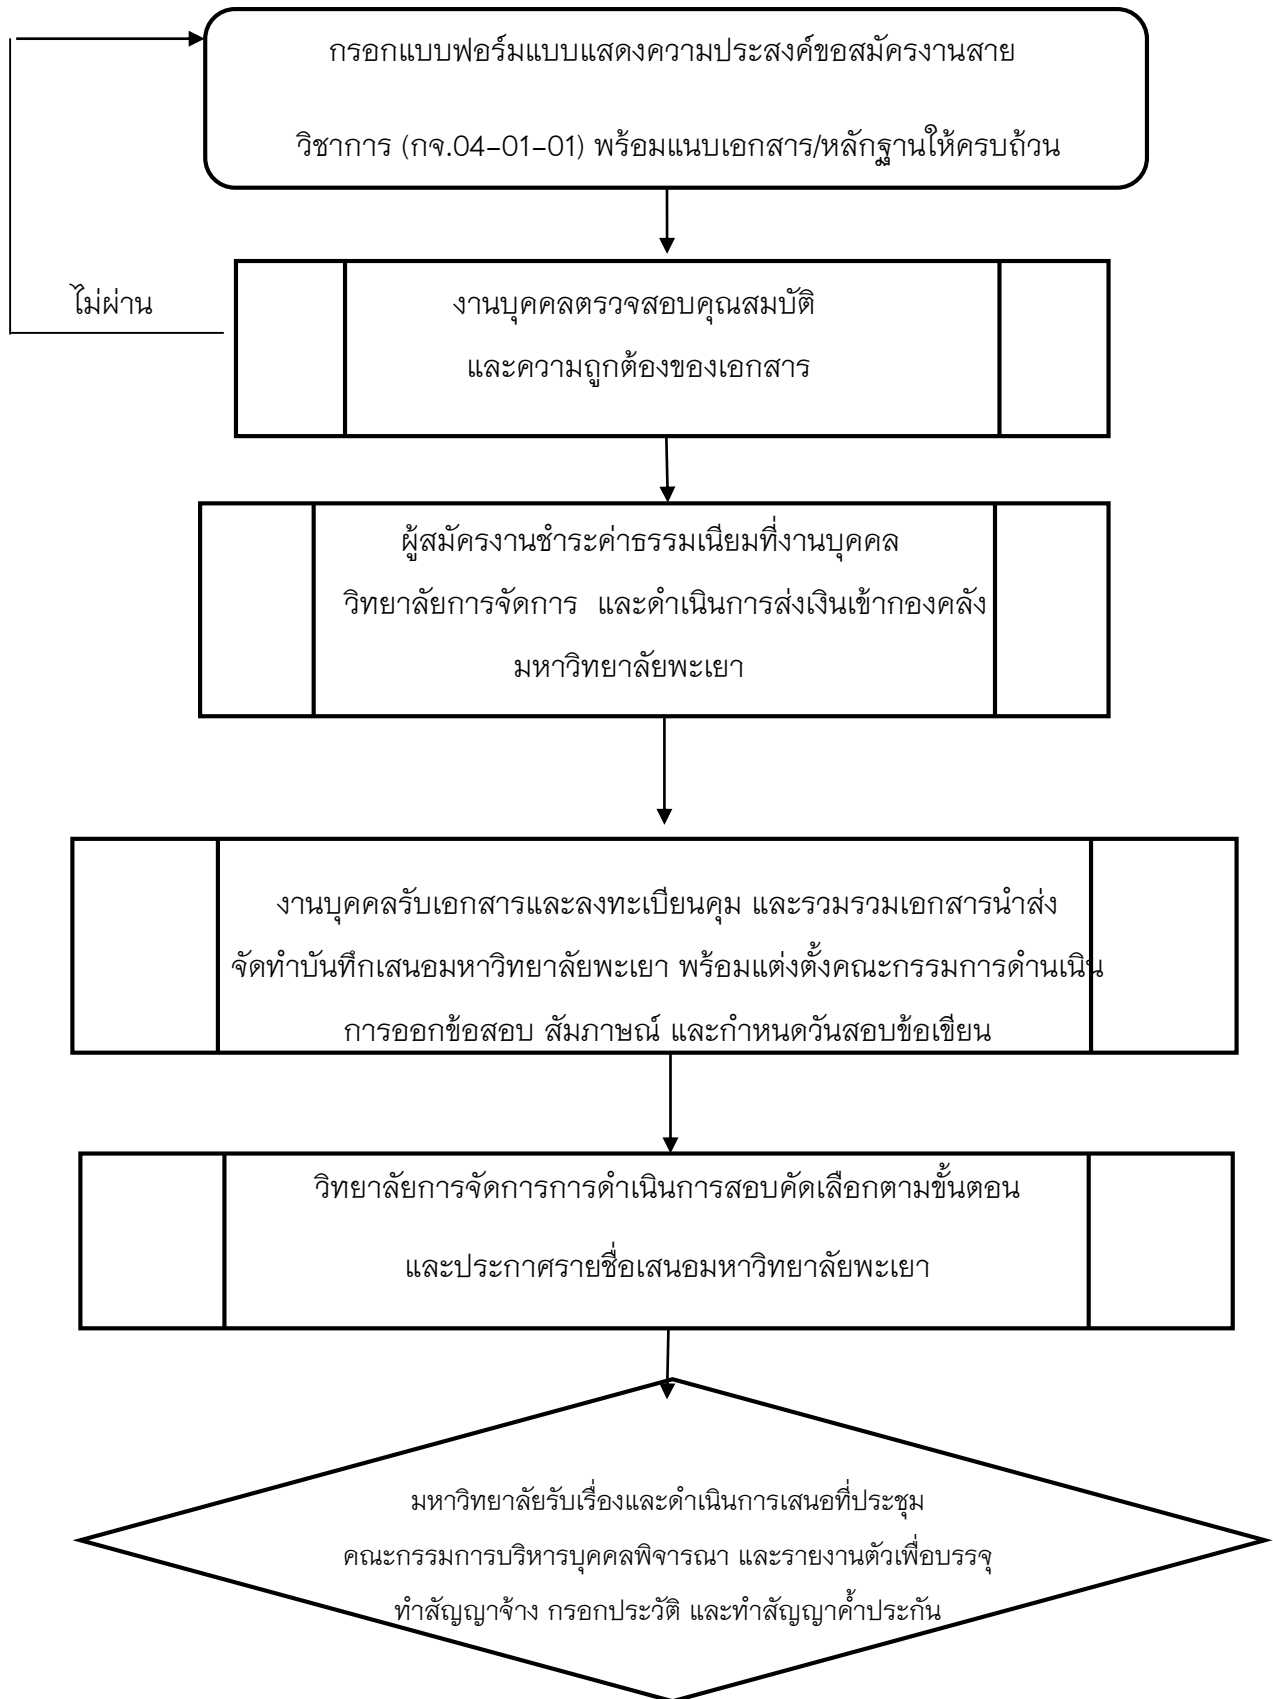 กรอกแบบฟอร์มแบบแสดงความประสงค์ขอสมัครงานสาย
วิชาการ (กจ.04-01-01) พร้อมแนบเอกสาร/หลักฐานให้ครบถ้วน
ไม่ผ่าน
งานบุคคลตรวจสอบคุณสมบัติ
และความถูกต้องของเอกสาร
ผู้สมัครงานชำระค่าธรรมเนียมที่งานบุคคล
วิทยาลัยการจัดการ และดำเนินการส่งเงินเข้ากองคลัง
มหาวิทยาลัยพะเยา
งานบุคคลรับเอกสารและลงทะเบียนคุม และรวมรวมเอกสารนำส่ง
จัดทำบันทึกเสนอมหาวิทยาลัยพะเยา พร้อมแต่งตั้งคณะกรรมการดำนเนิน
การออกข้อสอบ สัมภาษณ์ และกำหนดวันสอบข้อเขียน
วิทยาลัยการจัดการการดำเนินการสอบคัดเลือกตามขั้นตอน
และประกาศรายชื่อเสนอมหาวิทยาลัยพะเยา
มหาวิทยาลัยรับเรื่องและดำเนินการเสนอที่ประชุม
คณะกรรมการบริหารบุคคลพิจารณา และรายงานตัวเพื่อบรรจุ
ทำสัญญาจ้าง กรอกประวัติ และทำสัญญาค้ำประกัน